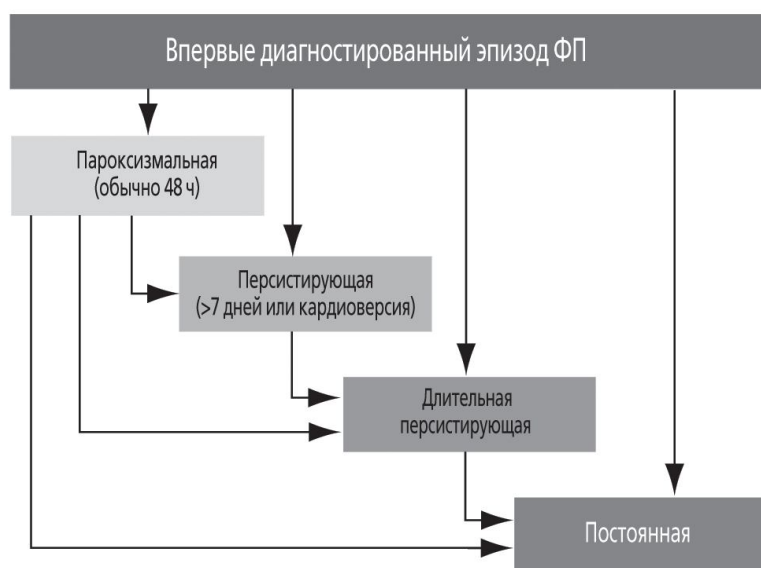 Впервые диагностированный эпизод ФП
Пароксизмальная
(обычно 48 ч)
Персистирующая
(>7 дней или кардиоверсия)
Длительная
персистирующая
Постоянная